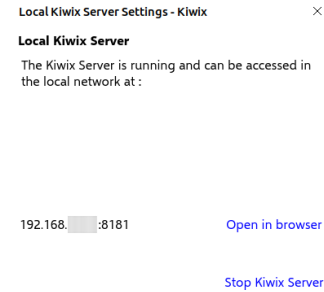 Local Kiwix Server Settings - Kiwix
Local Kiwix Server
The Kiwix Server is running and can be accessed in
the local network at :
192.168. :8181
Open in browser
Stop Kiwix Server